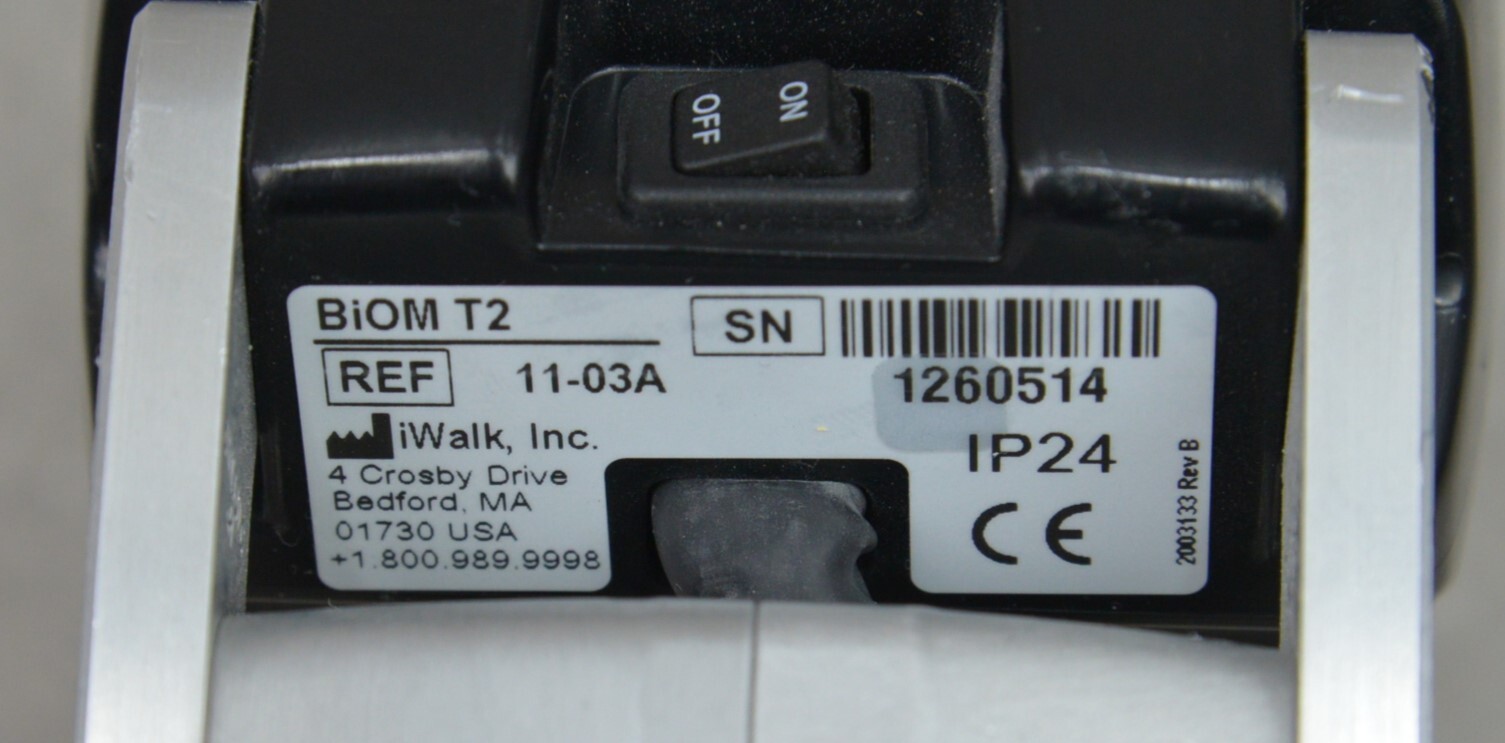 OFF ON
BiOM T2
SN
REF 11-03A
1260514
iWalk, Inc.
4 Crosby Drive
Bedford, MA
01730 USA
+1.800.989.9998
IP24
CE
2003133 Rev B